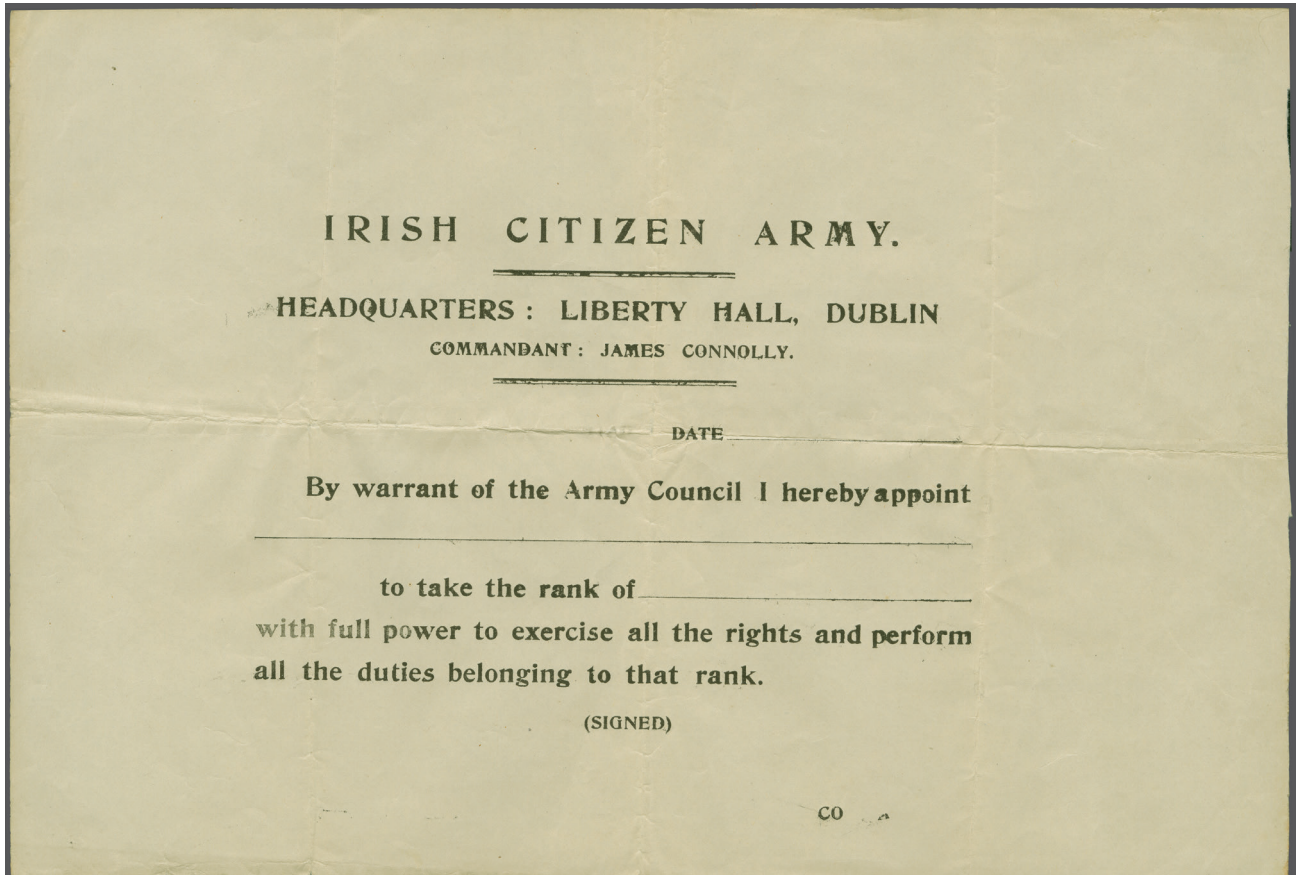 IRISH CITIZEN ARMY.
HEADQUARTERS : LIBERTY HALL, DUBLIN
COMMANDANT : JAMES CONNOLLY.
DATE
By warrant of the Army Council I hereby appoint
to take the rank of
with full power to exercise all the rights and perform
all the duties belonging to that rank.
(SIGNED)
CO